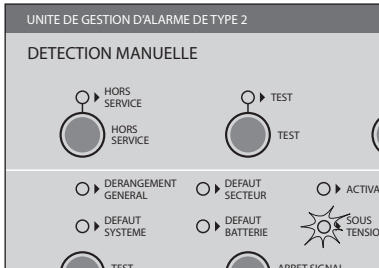 UNITE DE GESTION D'ALARME DE TYPE 2
DETECTION MANUELLE
HORS
SERVICE
TEST
HORS
SERVICE
TEST
DERANGEMENT
GENERAL
DEFAUT
SECTEUR
ACTIVA
DEFAUT
SYSTEME
DEFAUT
BATTERIE
SOUS
TENSIO
TEST
ARRET SIGNAL